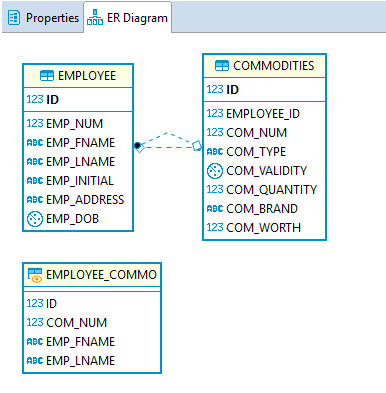 Properties
ER Diagram
EMPLOYEE
123 ID
123 EMP_NUM
ABC EMP_FNAME
ABC EMP_LNAME
ABC EMP_INITIAL
ABC EMP_ADDRESS
EMP_DOB
COMMODITIES
123 ID
123 EMPLOYEE_ID
123 COM_NUM
ABC COM_TYPE
COM_VALIDITY
123 COM_QUANTITY
ABC COM_BRAND
123 COM_WORTH
EMPLOYEE_COMMO
123 ID
123 COM_NUM
ABC EMP_FNAME
ABC EMP_LNAME